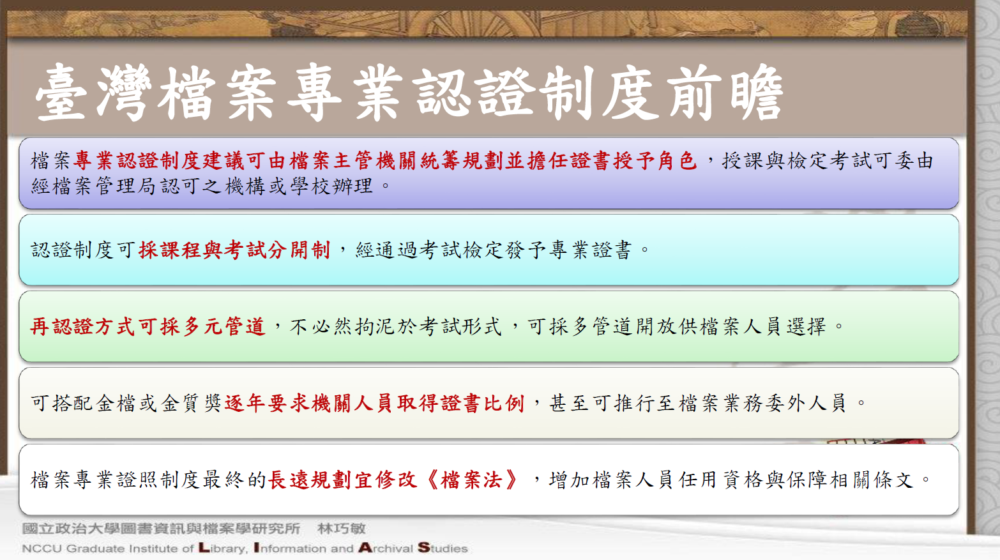 臺灣檔案專業認證制度前瞻
檔案專業認證制度建議可由檔案主管機關統籌規劃並擔任證書授予角色，授課與檢定考試可委由
經檔案管理局認可之機構或學校辦理。
認證制度可採課程與考試分開制，經通過考試檢定發予專業證書。
再認證方式可採多元管道，不必然拘泥於考試形式，可採多管道開放供檔案人員選擇。
可搭配金檔或金質獎逐年要求機關人員取得證書比例，甚至可推行至檔案業務委外人員。
檔案專業證照制度最終的長遠規劃宜修改《檔案法》，增加檔案人員任用資格與保障相關條文。
國立政治大學圖書資訊與檔案學研究所 林巧敏
NCCU Graduate Institute of Library, Information and Archival Studies